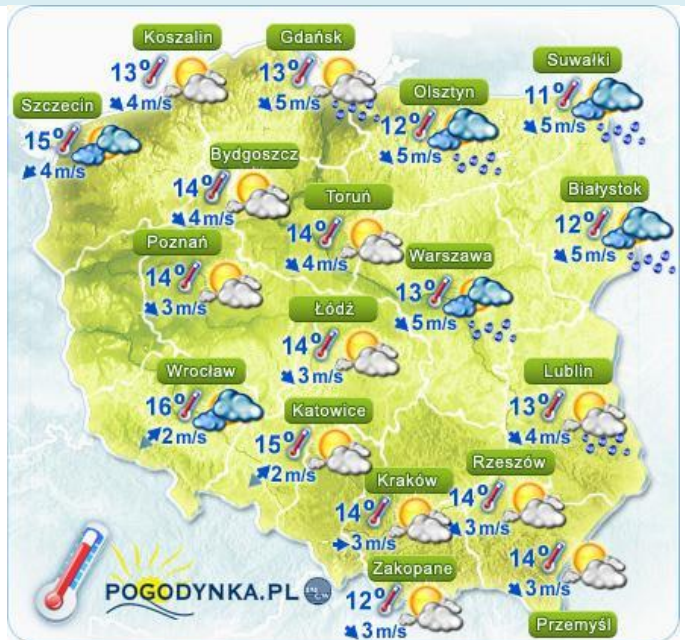 Koszalin
13°
4 m/s
Gdańsk
13°
5 m/s
Suwałki
11°
5 m/s
Szczecin
15°
4 m/s
Olsztyn
12°
5 m/s
Bydgoszcz
14°
4 m/s
Białystok
12°
5 m/s
Toruń
14°
4 m/s
Poznań
14°
3 m/s
Warszawa
13°
5 m/s
Łódź
14°
3 m/s
Wrocław
16°
2 m/s
Lublin
13°
4 m/s
Katowice
15°
2 m/s
Rzeszów
14°
3 m/s
Kraków
14°
3 m/s
14°
3 m/s
Przemyśl
Zakopane
12°
3 m/s
POGODYNKA.PL